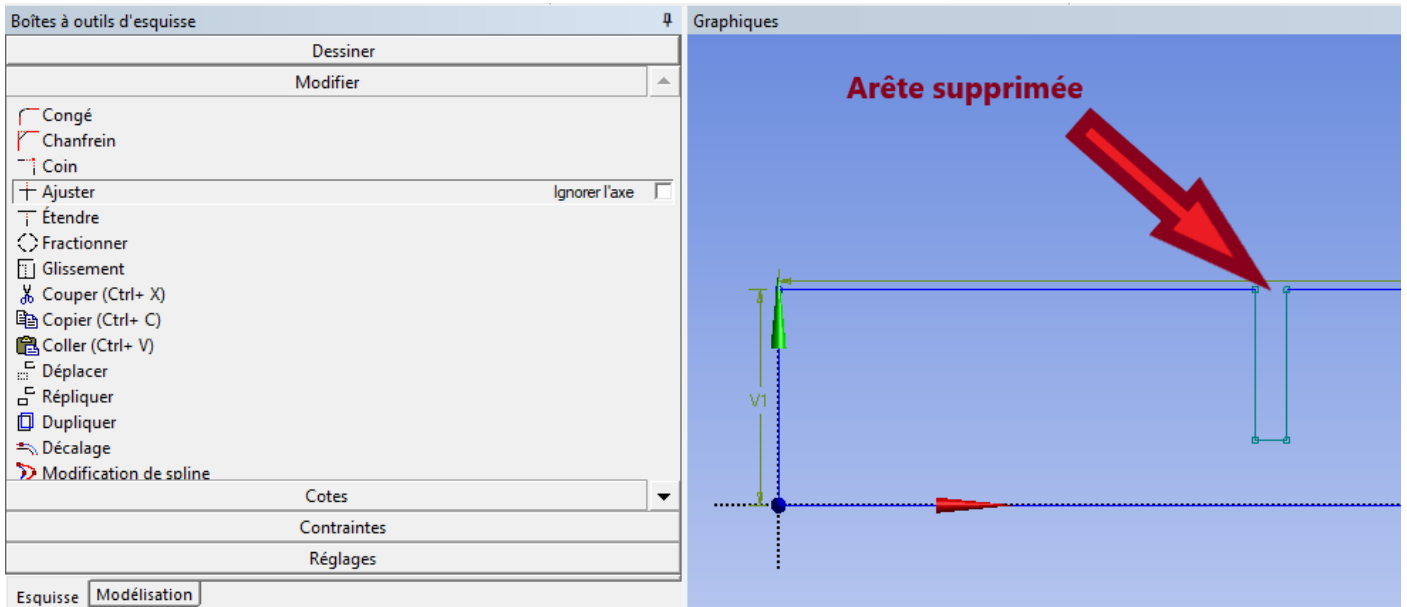 Boîtes à outils d'esquisse
Graphiques
Dessiner
Modifier
Congé
Chanfrein
Coin
Ajuster Ignorer l'axe
Étendre
Fractionner
Glissement
Couper (Ctrl+ X)
Copier (Ctrl+ C)
Coller (Ctrl+ V)
Déplacer
Répliquer
Dupliquer
Décalage
Modification de spline
Cotes
Contraintes
Réglages
Esquisse Modélisation
Arête supprimée
V1